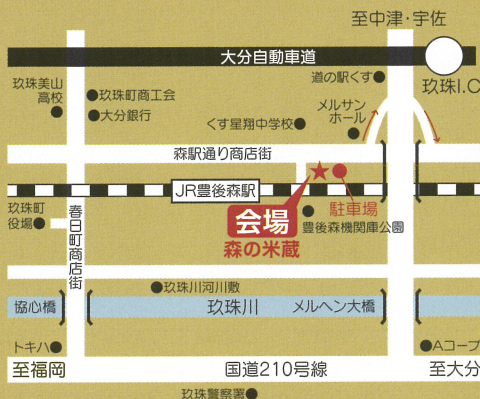 至中津・宇佐
大分自動車道
道の駅くす
玖珠I.C
玖珠美山
高校
玖珠町商工会
大分銀行
メルサン
ホール
くす星翔中学校
森駅通り商店街
JR豊後森駅
玖珠町
役場
春日町商店街
会場
森の米蔵
駐車場
豊後森機関庫公園
玖珠川河川敷
協心橋
玖珠川
メルヘン大橋
トキハ
Aコープ
至福岡
国道210号線
至大分
玖珠警察署